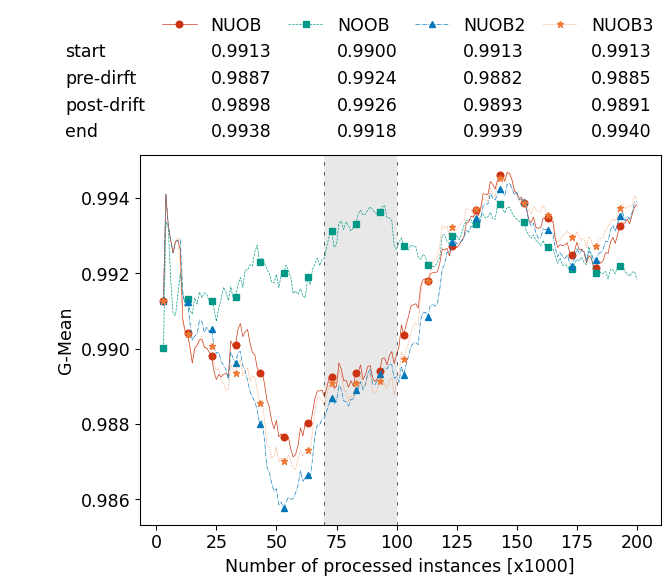 NUOB NOOB NUOB2 NUOB3
start 0.9913 0.9900 0.9913 0.9913
pre-dirft 0.9887 0.9924 0.9882 0.9885
post-drift 0.9898 0.9926 0.9893 0.9891
end 0.9938 0.9918 0.9939 0.9940
0.994
0.992
0.990
0.988
0.986
G-Mean
0 25 50 75 100 125 150 175 200
Number of processed instances [x1000]